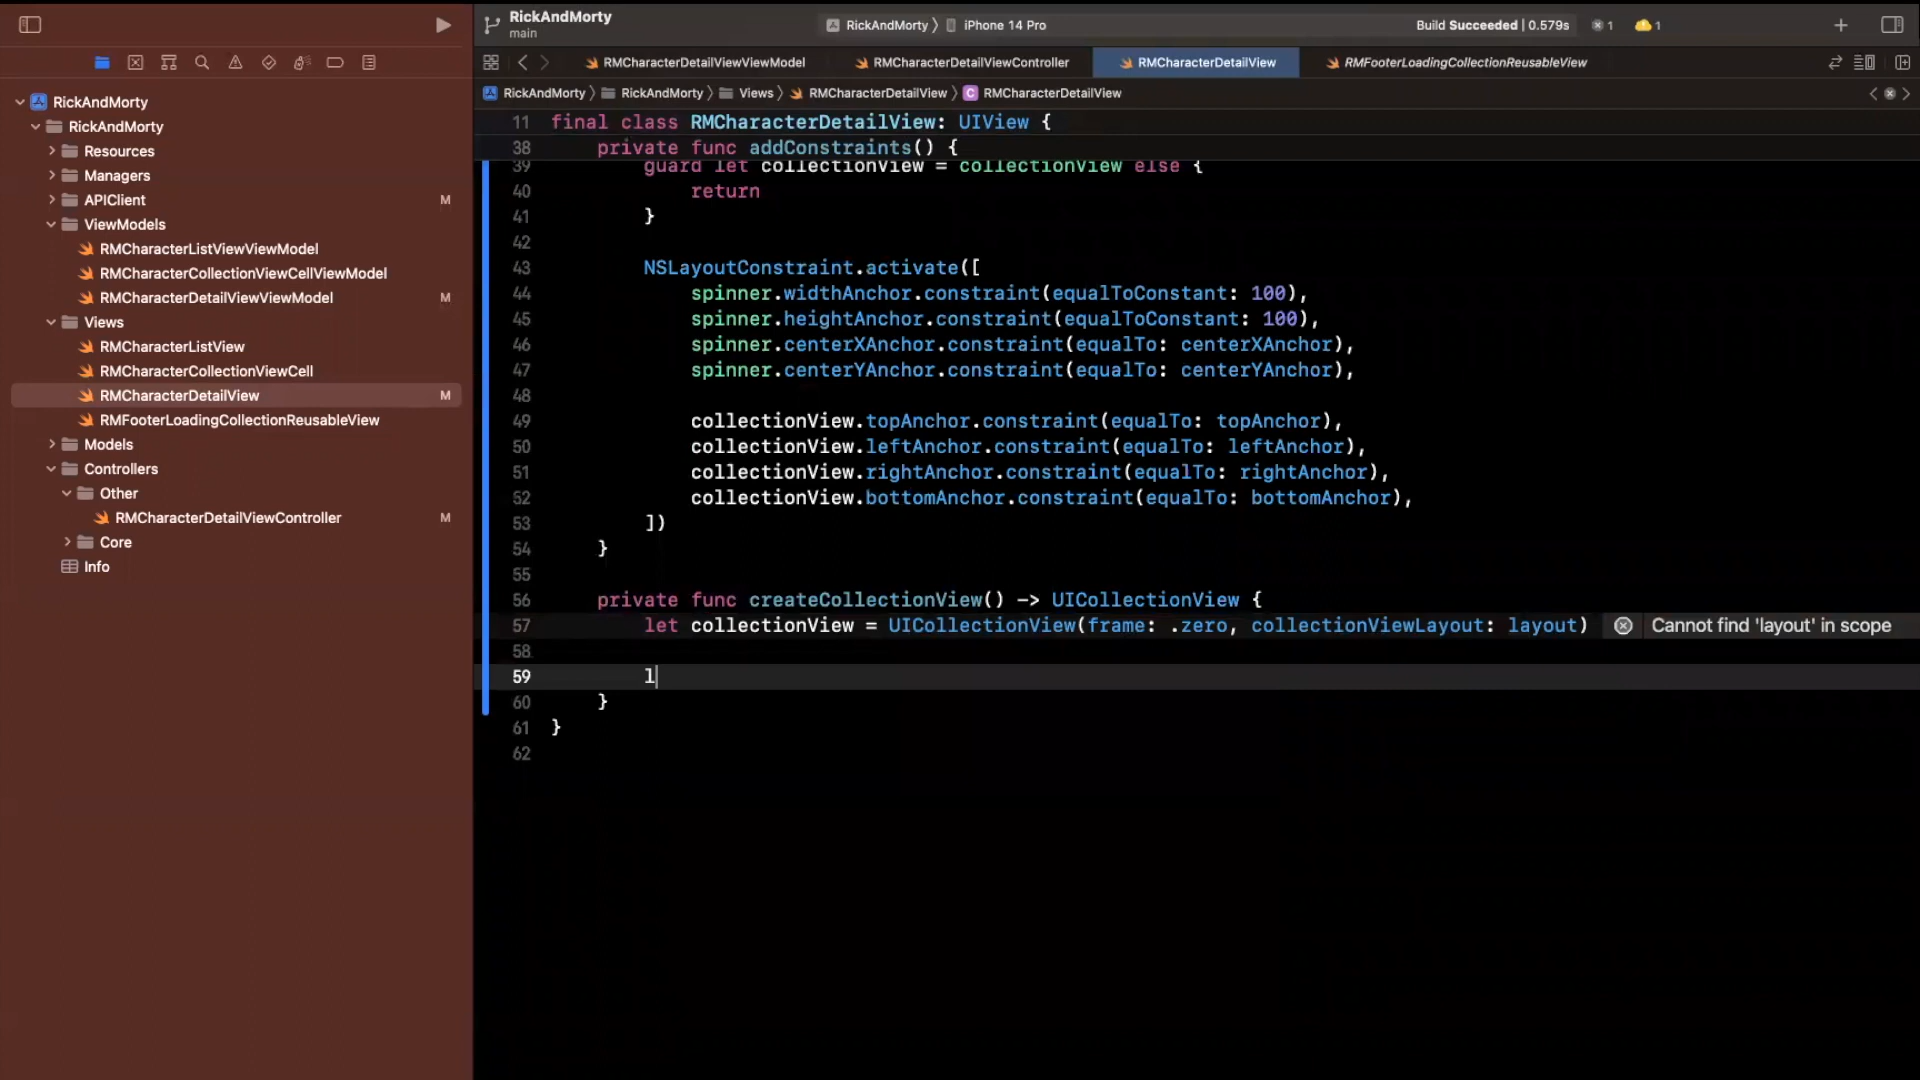 RickAndMorty
main
RickAndMorty
iPhone 14 Pro
Build Succeeded | 0.579s
1
1
RMCharacterDetailViewViewModel
RMCharacterDetailViewController
RMCharacterDetailView
RMFooterLoadingCollectionReusableView
RickAndMorty
RickAndMorty
Views
RMCharacterDetailView
C
RMCharacterDetailView
RickAndMorty
RickAndMorty
Resources
Managers
APIClient M
ViewModels
RMCharacterListViewViewModel
RMCharacterCollectionViewCellViewModel
RMCharacterDetailViewViewModel M
Views
RMCharacterListView
RMCharacterCollectionViewCell
RMCharacterDetailView M
RMFooterLoadingCollectionReusableView
Models
Controllers
Other
RMCharacterDetailViewController M
Core
Info
11 final class RMCharacterDetailView: UIView {
38 private func addConstraints() {
39 guard let collectionView = collectionView else {
40 return
41 }
42
43 NSLayoutConstraint.activate([
44 spinner.widthAnchor.constraint(equalToConstant: 100),
45 spinner.heightAnchor.constraint(equalToConstant: 100),
46 spinner.centerXAnchor.constraint(equalTo: centerXAnchor),
47 spinner.centerYAnchor.constraint(equalTo: centerYAnchor),
48
49 collectionView.topAnchor.constraint(equalTo: topAnchor),
50 collectionView.leftAnchor.constraint(equalTo: leftAnchor),
51 collectionView.rightAnchor.constraint(equalTo: rightAnchor),
52 collectionView.bottomAnchor.constraint(equalTo: bottomAnchor),
53 ])
54 }
55
56 private func createCollectionView() -> UICollectionView {
57 let collectionView = UICollectionView(frame: .zero, collectionViewLayout: layout) Cannot find 'layout' in scope
58
59 l
60 }
61 }
62